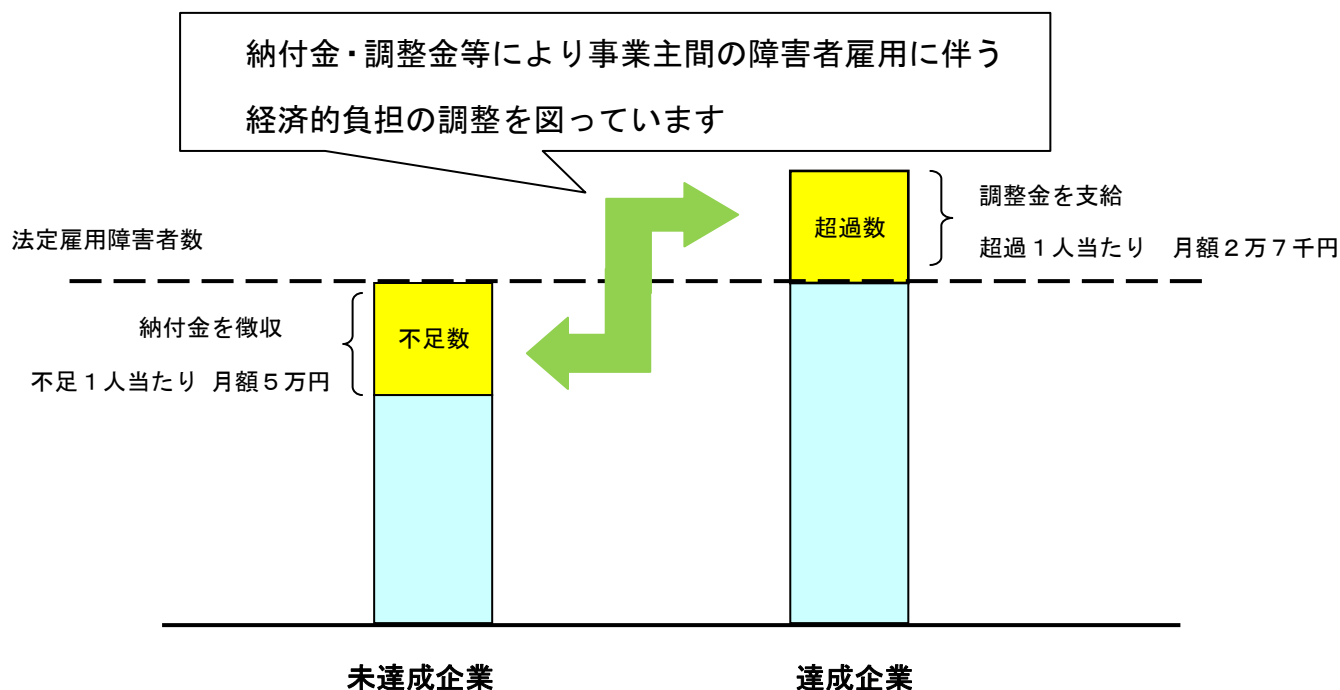 納付金・調整金等により事業主間の障害者雇用に伴う
経済的負担の調整を図っています
法定雇用障害者数
超過数
調整金を支給
超過１人当たり　月額２万７千円
納付金を徴収
不足１人当たり 月額５万円
不足数
未達成企業
達成企業